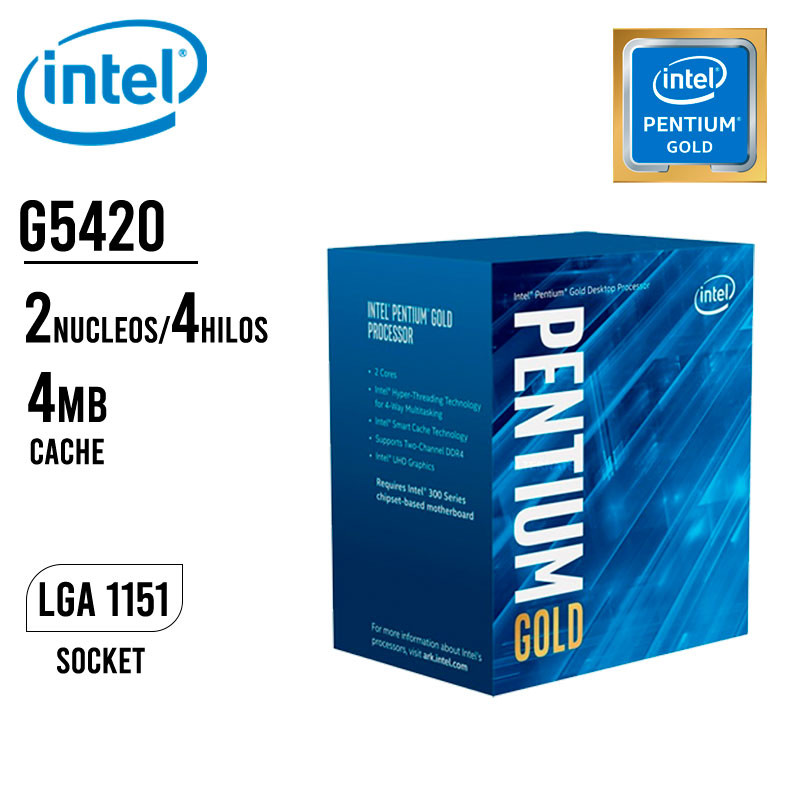 intel®
intel®
PENTIUM®
GOLD
G5420
2NUCLEOS/4HILOS
4MB
CACHE
LGA 1151
SOCKET
INTEL® PENTIUM® GOLD
PROCESSOR
• 2 Cores
• Intel® Hyper-Threading Technology
for 4-Way Multitasking
• Intel® Smart Cache Technology
• Supports Two-Channel DDR4
• Intel® UHD Graphics
Requires Intel® 300 Series
chipset-based motherboard
For more information about Intel's
processors, visit ark.intel.com
Intel® Pentium® Gold Desktop Processor
intel®
PENTIUM
GOLD